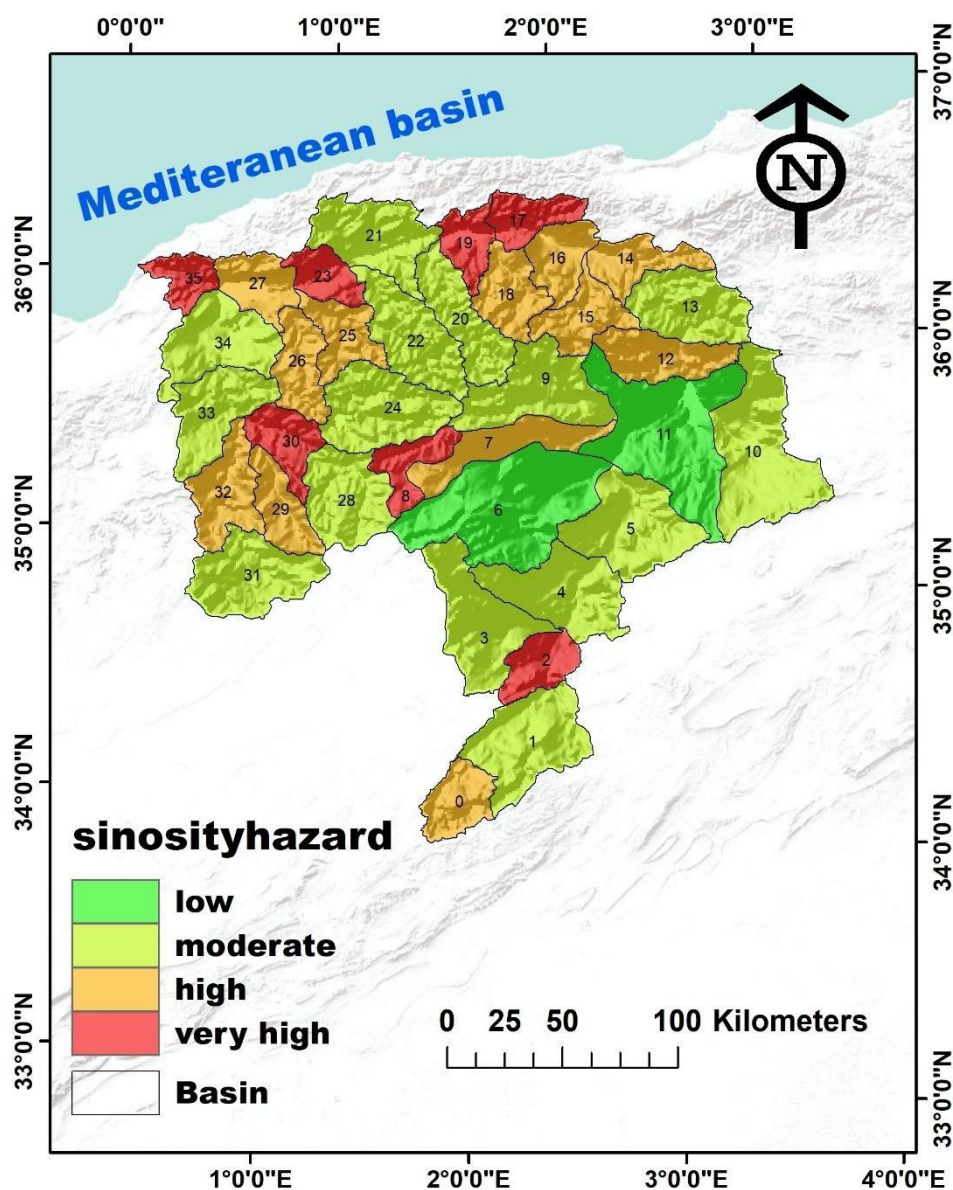 0°0'0"E 1°0'0"E 2°0'0"E 3°0'0"E
37°0'0"N
Mediteranean basin
N
36°0'0"N
36°0'0"N
17
21
19
16
14
35
23
27
13
18
15
20
25
22
34
26
12
9
33
24
11
30
7
10
8
32
28
6
29
5
35°0'0"N
35°0'0"N
31
4
3
2
1
34°0'0"N
0
34°0'0"N
sinosityhazard
low
moderate
high
very high
Basin
0 25 50 100 Kilometers
33°0'0"N
33°0'0"N
1°0'0"E 2°0'0"E 3°0'0"E 4°0'0"E